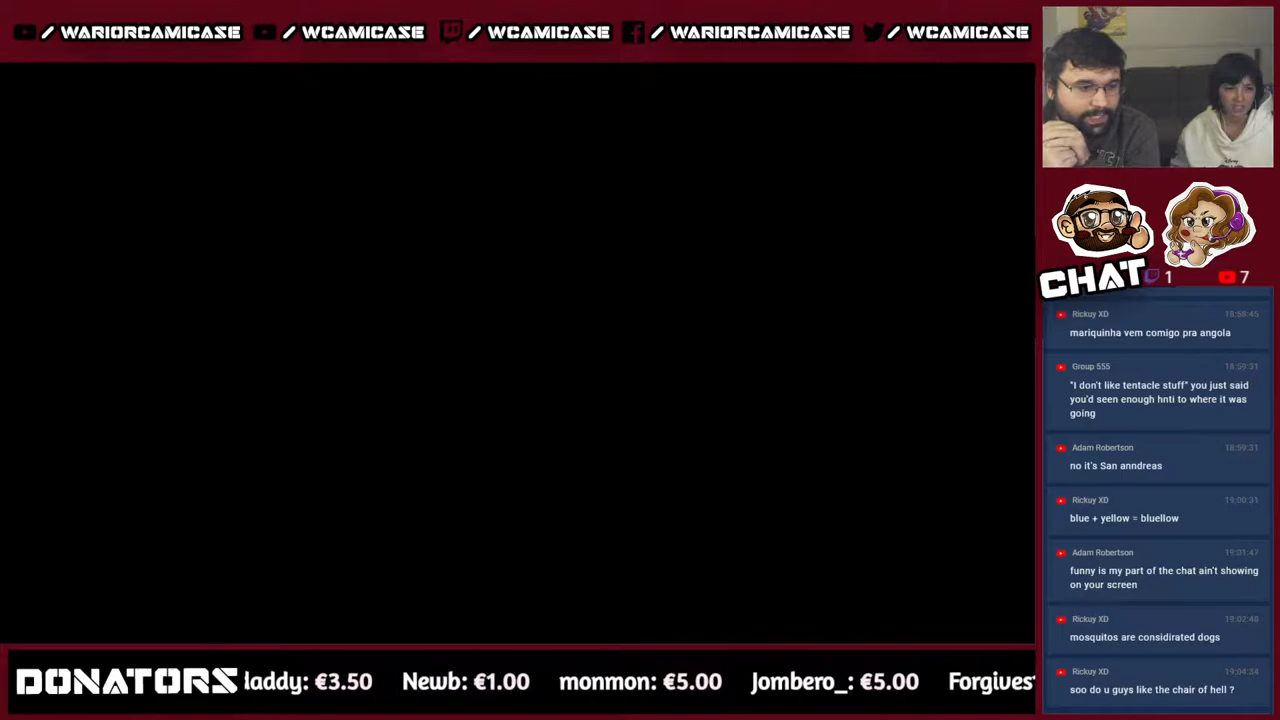 / WARIORCAMICASE / WCAMICASE / WCAMICASE / WARIORCAMICASE / WCAMICASE
CHAT 1 7
Rickuy XD 18:58:45
mariquinha vem comigo pra angola
Group 555 18:59:31
"I don't like tentacle stuff" you just said
you'd seen enough hnti to where it was
going
Adam Robertson 18:59:31
no it's San anndreas
Rickuy XD 19:00:31
blue + yellow = bluellow
Adam Robertson 19:01:47
funny is my part of the chat ain't showing
on your screen
Rickuy XD 19:02:48
mosquitos are considirated dogs
Rickuy XD 19:04:24
soo do u guys like the chair of hell ?
DONATORS daddy: €3.50 Newb: €1.00 monmon: €5.00 Jombero_: €5.00